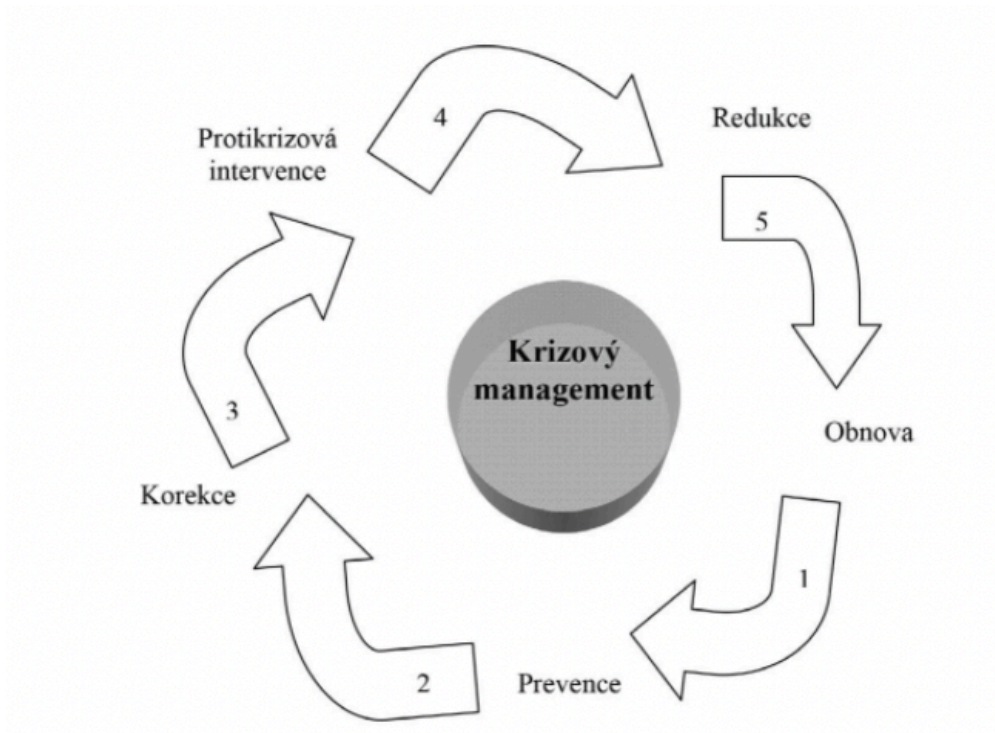 4
Redukce
Protikrizová
intervence
5
Krizový
management
3
Obnova
Korekce
1
2
Prevence